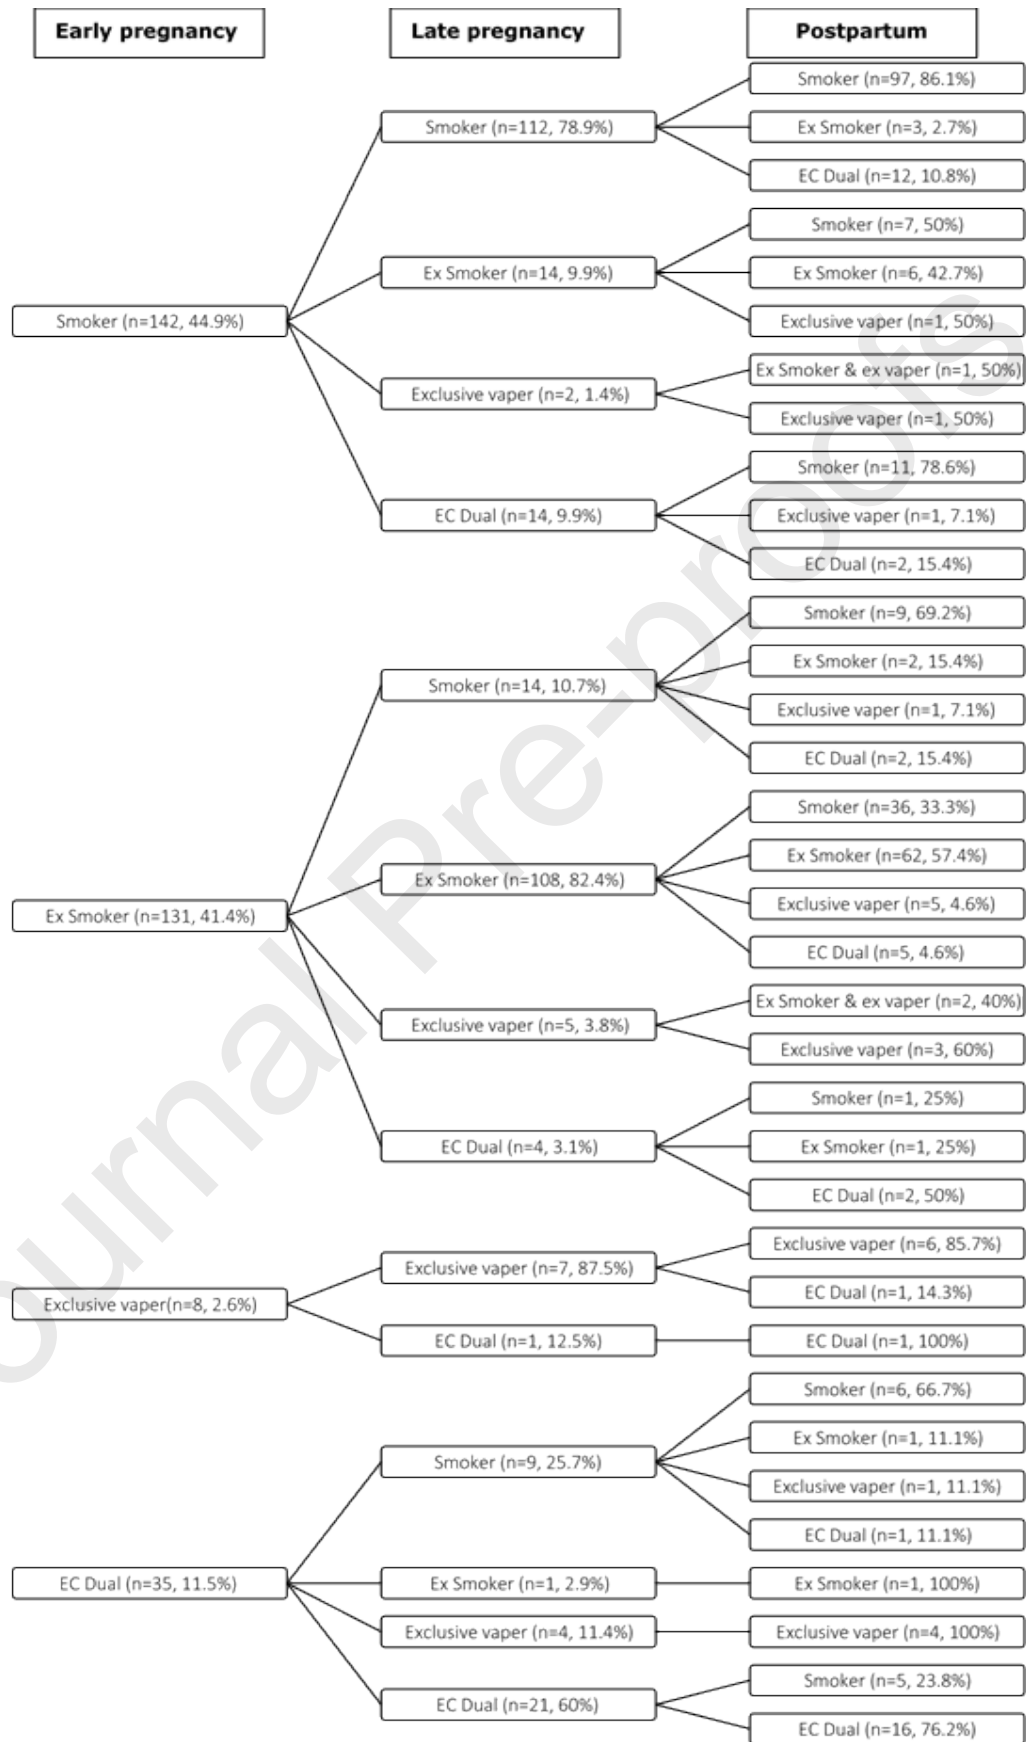 Early pregnancy
Late pregnancy
Postpartum
Smoker (n=142, 44.9%)
Smoker (n=112, 78.9%)
Smoker (n=97, 86.1%)
Ex Smoker (n=3, 2.7%)
EC Dual (n=12, 10.8%)
Ex Smoker (n=14, 9.9%)
Smoker (n=7, 50%)
Ex Smoker (n=6, 42.7%)
Exclusive vaper (n=1, 50%)
Exclusive vaper (n=2, 1.4%)
Ex Smoker & ex vaper (n=1, 50%)
Exclusive vaper (n=1, 50%)
EC Dual (n=14, 9.9%)
Smoker (n=11, 78.6%)
Exclusive vaper (n=1, 7.1%)
EC Dual (n=2, 15.4%)
Ex Smoker (n=131, 41.4%)
Smoker (n=14, 10.7%)
Smoker (n=9, 69.2%)
Ex Smoker (n=2, 15.4%)
Exclusive vaper (n=1, 7.1%)
EC Dual (n=2, 15.4%)
Ex Smoker (n=108, 82.4%)
Smoker (n=36, 33.3%)
Ex Smoker (n=62, 57.4%)
Exclusive vaper (n=5, 4.6%)
EC Dual (n=5, 4.6%)
Exclusive vaper (n=5, 3.8%)
Ex Smoker & ex vaper (n=2, 40%)
Exclusive vaper (n=3, 60%)
EC Dual (n=4, 3.1%)
Smoker (n=1, 25%)
Ex Smoker (n=1, 25%)
EC Dual (n=2, 50%)
Exclusive vaper(n=8, 2.6%)
Exclusive vaper (n=7, 87.5%)
Exclusive vaper (n=6, 85.7%)
EC Dual (n=1, 14.3%)
EC Dual (n=1, 12.5%)
EC Dual (n=1, 100%)
EC Dual (n=35, 11.5%)
Smoker (n=9, 25.7%)
Smoker (n=6, 66.7%)
Ex Smoker (n=1, 11.1%)
Exclusive vaper (n=1, 11.1%)
EC Dual (n=1, 11.1%)
Ex Smoker (n=1, 2.9%)
Ex Smoker (n=1, 100%)
Exclusive vaper (n=4, 11.4%)
Exclusive vaper (n=4, 100%)
EC Dual (n=21, 60%)
Smoker (n=5, 23.8%)
EC Dual (n=16, 76.2%)
ournal Pre-proofs